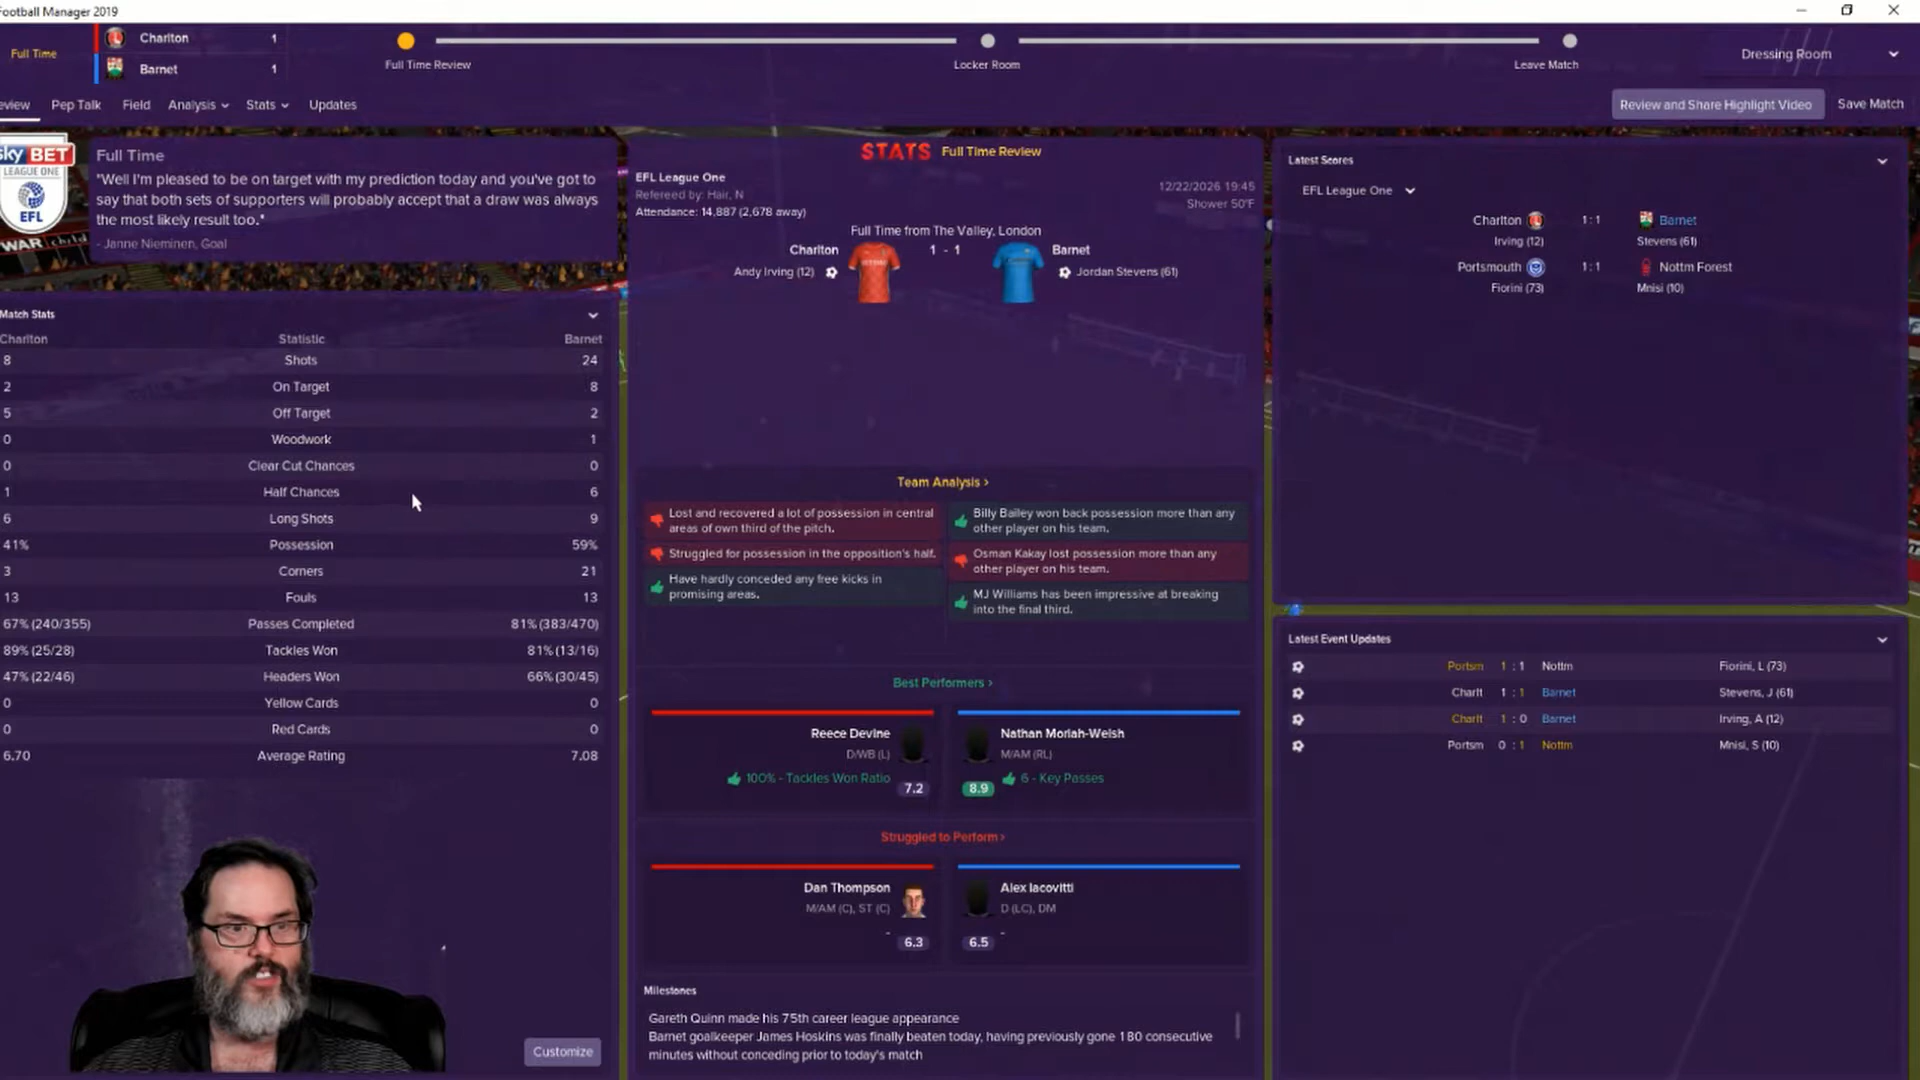 Football Manager 2019
Full Time
Charlton 1
Barnet 1
Full Time Review
Locker Room
Leave Match
Dressing Room
eview Pep Talk Field Analysis Stats Updates
Review and Share Highlight Video
Save Match
sky BET
LEAGUE ONE
EFL
WAR child
Full Time
"Well I'm pleased to be on target with my prediction today and you've got to
say that both sets of supporters will probably accept that a draw was always
the most likely result too."
- Janne Nieminen, Goal
Match Stats
Charlton Statistic Barnet
8 Shots 24
2 On Target 8
5 Off Target 2
0 Woodwork 1
0 Clear Cut Chances 0
1 Half Chances 6
6 Long Shots 9
41% Possession 59%
3 Corners 21
13 Fouls 13
67% (240/355) Passes Completed 81% (383/470)
89% (25/28) Tackles Won 81% (13/16)
47% (22/46) Headers Won 66% (30/45)
0 Yellow Cards 0
0 Red Cards 0
6.70 Average Rating 7.08
Customize
STATS Full Time Review
EFL League One
Refereed by: Hair, N
Attendance: 14,887 (2,678 away)
12/22/2026 19:45
Shower 50°F
Full Time from The Valley, London
Charlton 1 - 1 Barnet
Andy Irving (12)
Jordan Stevens (61)
Team Analysis >
Lost and recovered a lot of possession in central
areas of own third of the pitch.
Struggled for possession in the opposition's half.
Have hardly conceded any free kicks in
promising areas.
Billy Bailey won back possession more than any
other player on his team.
Osman Kakay lost possession more than any
other player on his team.
MJ Williams has been impressive at breaking
into the final third.
Best Performers >
Reece Devine
D/WB (L)
100% - Tackles Won Ratio
7.2
Nathan Moriah-Welsh
M/AM (RL)
8.9
6 - Key Passes
Struggled to Perform >
Dan Thompson
M/AM (C), ST (C)
-
6.3
Alex Iacovitti
D (LC), DM
-
6.5
Milestones
Gareth Quinn made his 75th career league appearance
Barnet goalkeeper James Hoskins was finally beaten today, having previously gone 180 consecutive
minutes without conceding prior to today's match
Latest Scores
EFL League One
Charlton 1:1 Barnet
Irving (12) Stevens (61)
Portsmouth 1:1 Nottm Forest
Fiorini (73) Mnisi (10)
Latest Event Updates
Portsm 1 : 1 Nottm Fiorini, L (73)
Charlt 1 : 1 Barnet Stevens, J (61)
Charlt 1 : 0 Barnet Irving, A (12)
Portsm 0 : 1 Nottm Mnisi, S (10)